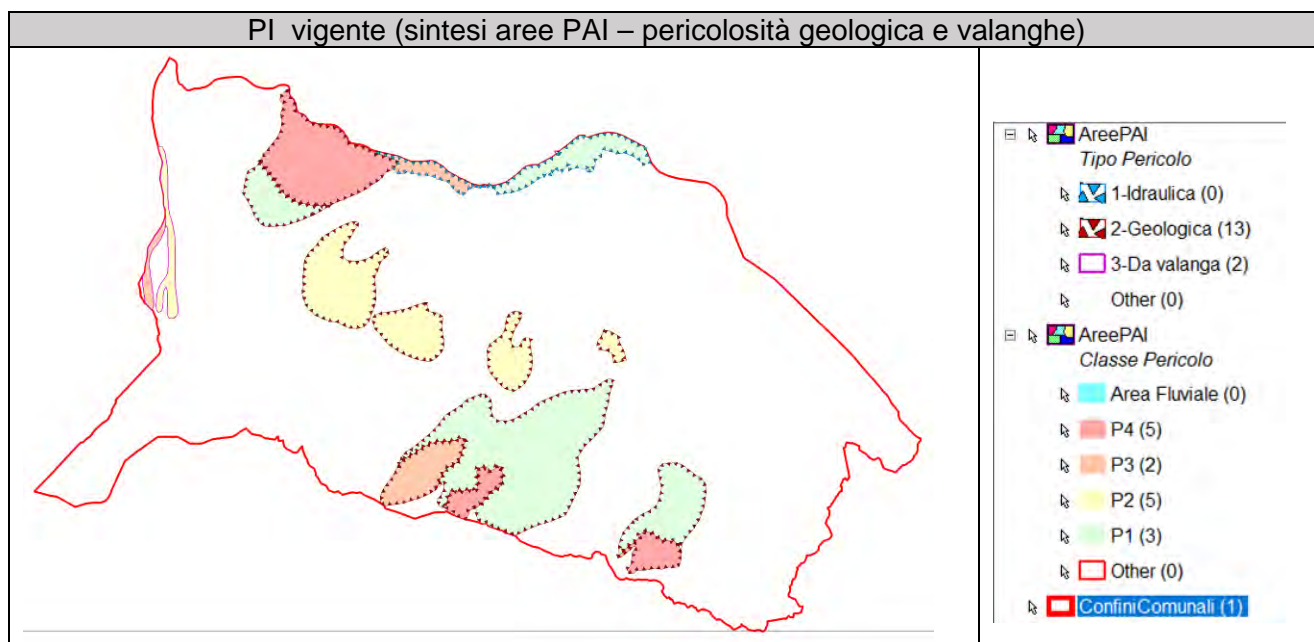 PI vigente (sintesi aree PAI – pericolosità geologica e valanghe)
AreePAI
Tipo Pericolo
1-Idraulica (0)
2-Geologica (13)
3-Da valanga (2)
Other (0)
AreePAI
Classe Pericolo
Area Fluviale (0)
P4 (5)
P3 (2)
P2 (5)
P1 (3)
Other (0)
ConfiniComunali (1)